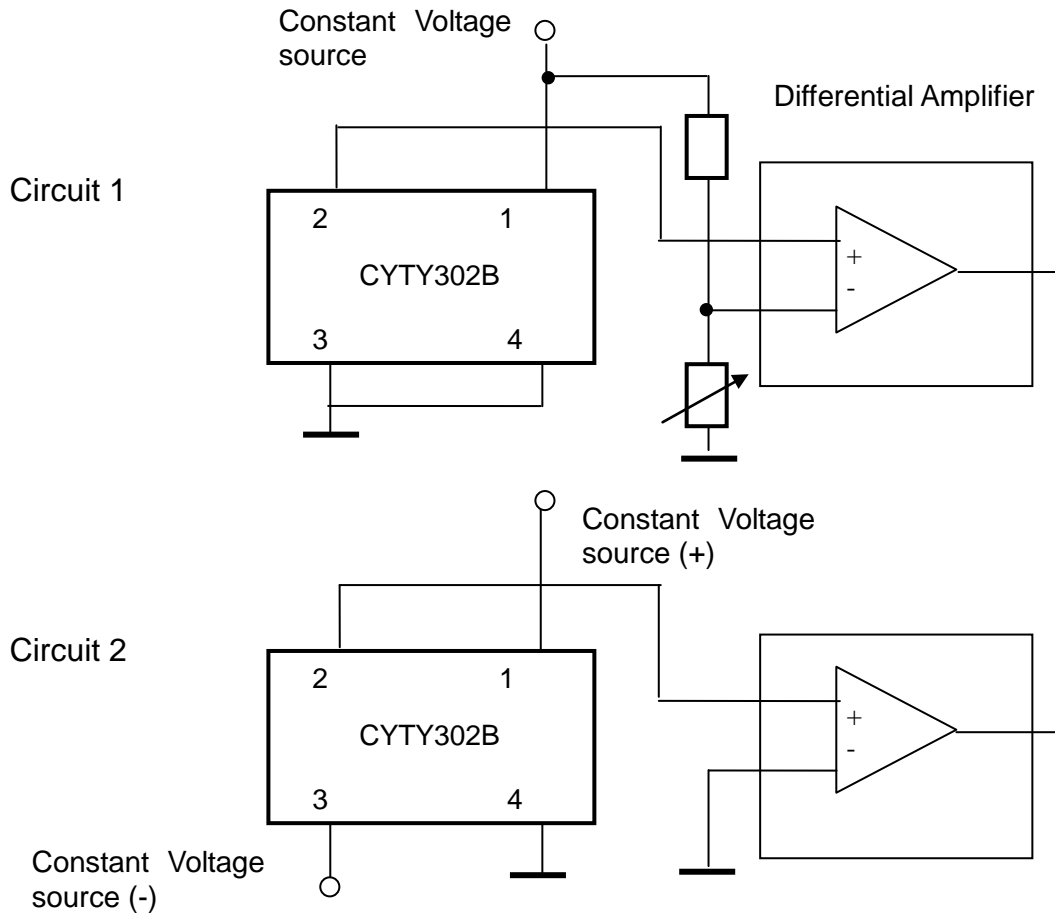 Constant Voltage
source
Differential Amplifier
Circuit 1
2 1
CYTY302B
+
-
3 4
Constant Voltage
source (+)
Circuit 2
2 1
CYTY302B
+
-
3 4
Constant Voltage
source (-)